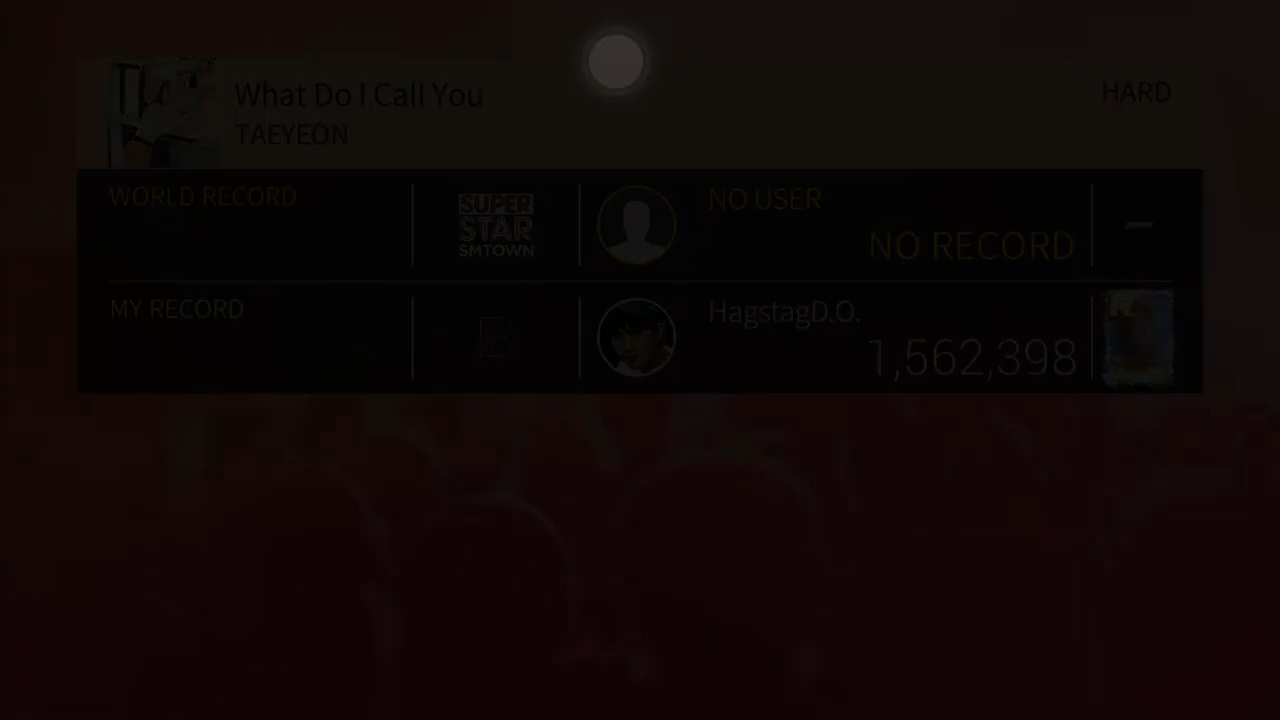 What Do I Call You
TAEYEON
HARD
WORLD RECORD
SUPER
STAR
SMTOWN
NO USER
NO RECORD
MY RECORD
B
HagstagD.O.
1,562,398